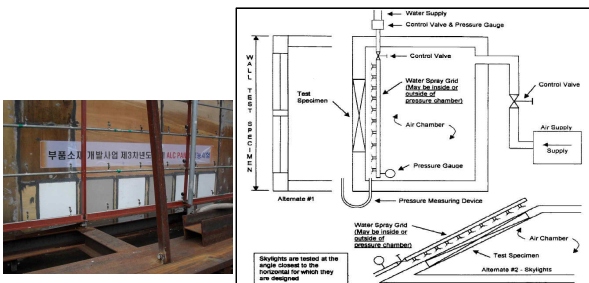 부품소재개발사업 제3차년도 ALC PANEL
Water Supply
Control Valve & Pressure Gauge
Control Valve
WALL TEST SPECIMEN
Test
Specimen
Water Spray Grid
(May be inside or
outside of
pressure chamber)
Air Chamber
Control Valve
Air Supply
Supply
Pressure Gauge
Alternate #1
Pressure Measuring Device
Water Spray Grid
(May be inside or
outside of
pressure chamber)
Air Chamber
Test Specimen
Skylights are tested at the
angle closest to the
horizontal for which they
are designed
Alternate #2 - Skylights